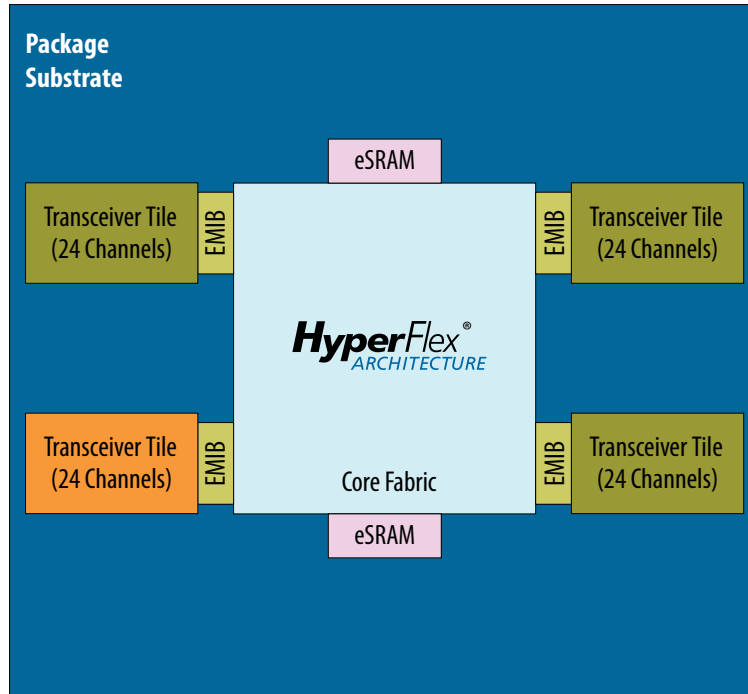 Package
Substrate
eSRAM
Transceiver Tile
(24 Channels)
EMIB
EMIB
Transceiver Tile
(24 Channels)
HyperFlex®
ARCHITECTURE
Transceiver Tile
(24 Channels)
EMIB
Core Fabric
EMIB
Transceiver Tile
(24 Channels)
eSRAM